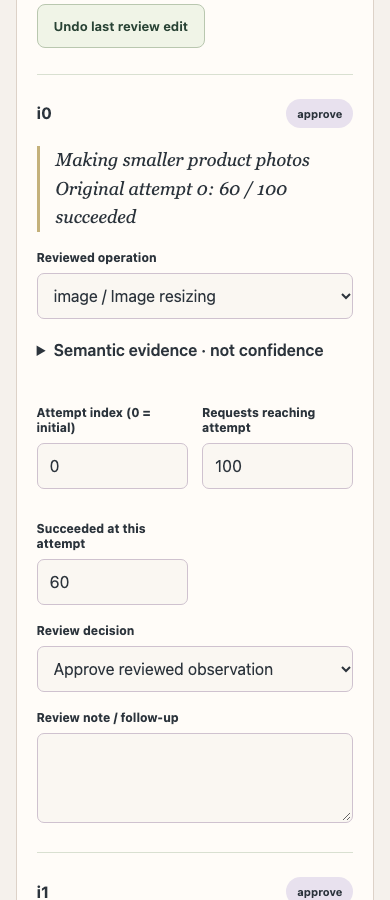 Undo last review edit
i0
approve
Making smaller product photos
Original attempt 0: 60 / 100
succeeded
Reviewed operation
image / Image resizing
Semantic evidence · not confidence
Attempt index (0 =
initial)
Requests reaching
attempt
0
100
Succeeded at this
attempt
60
Review decision
Approve reviewed observation
Review note / follow-up
i1
approve